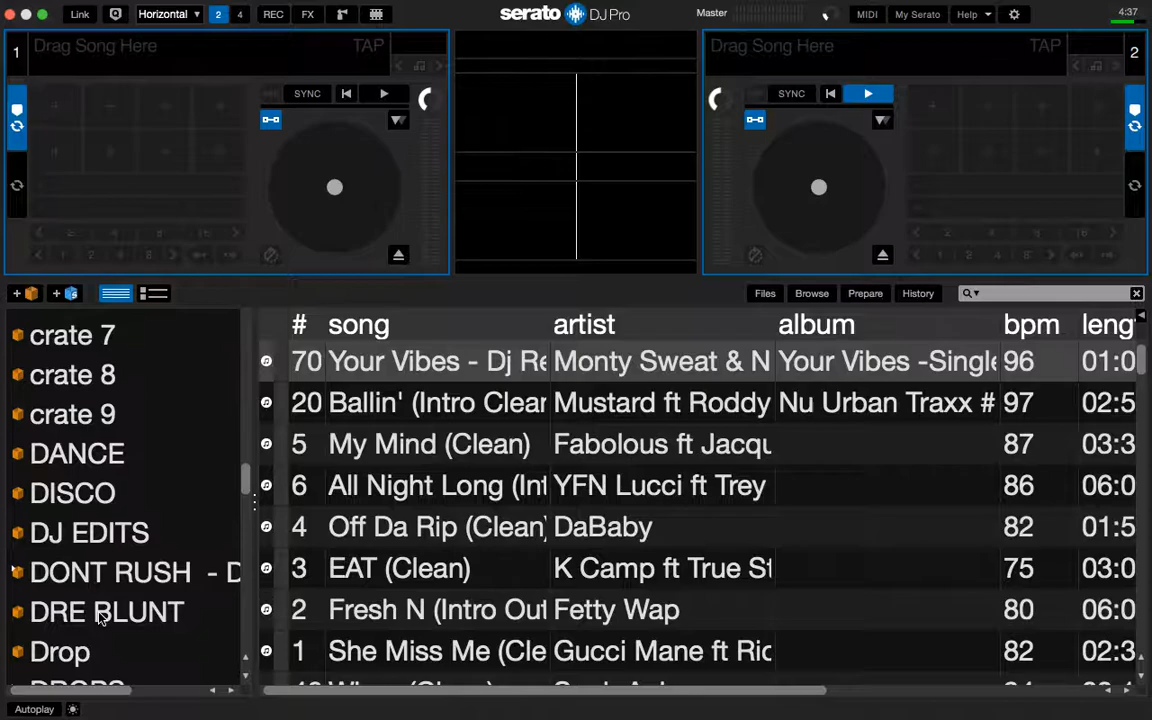 Link Horizontal 2 4 REC FX serato DJ Pro Master MIDI My Serato Help 4:37
1 Drag Song Here TAP
Drag Song Here TAP 2
SYNC
SYNC
Files Browse Prepare History
# song artist album bpm leng
crate 7
crate 8
crate 9
DANCE
DISCO
DJ EDITS
DONT RUSH - D
DRE BLUNT
Drop
70 Your Vibes - Dj Re Monty Sweat & N Your Vibes -Single 96 01:0
20 Ballin' (Intro Clear Mustard ft Roddy Nu Urban Traxx # 97 02:5
5 My Mind (Clean) Fabolous ft Jacqu 87 03:3
6 All Night Long (Int YFN Lucci ft Trey 86 06:0
4 Off Da Rip (Clean) DaBaby 82 01:5
3 EAT (Clean) K Camp ft True St 75 03:0
2 Fresh N (Intro Out Fetty Wap 80 06:0
1 She Miss Me (Cle Gucci Mane ft Ric 82 02:3
Autoplay